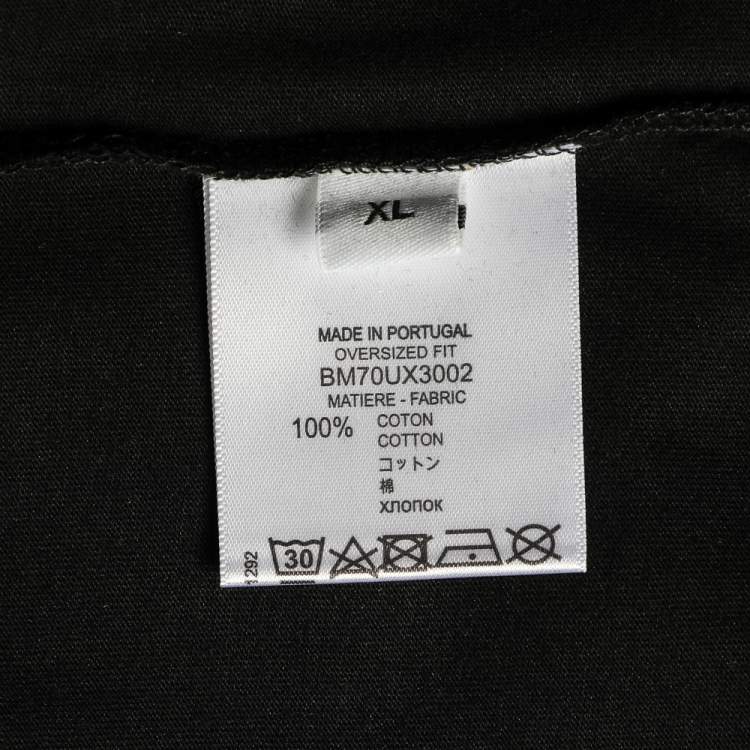 XL
MADE IN PORTUGAL
OVERSIZED FIT
BM70UX3002
MATIERE - FABRIC
100% COTON
COTTON
コットン
棉
ХЛОПОК
30
1292